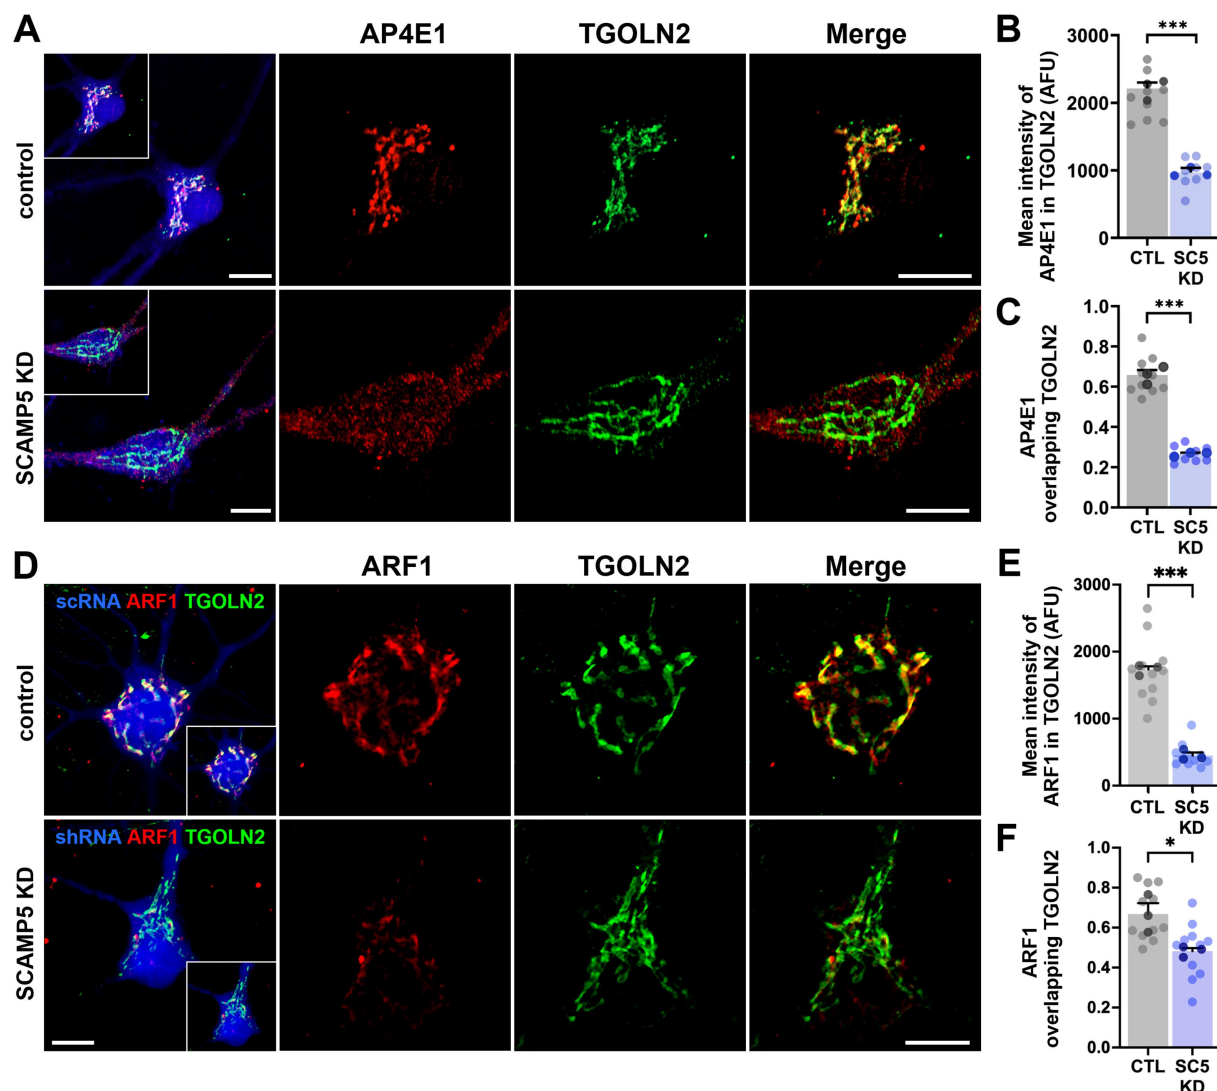 A
AP4E1
TGOLN2
Merge
control
SCAMP5 KD
B
***
Mean intensity of
AP4E1 in TGOLN2 (AFU)
3000
2000
1000
0
CTL
SC5
KD
C
***
AP4E1
overlapping TGOLN2
1.0
0.8
0.6
0.4
0.2
0.0
CTL
SC5
KD
D
ARF1
TGOLN2
Merge
control
scRNA ARF1 TGOLN2
SCAMP5 KD
shRNA ARF1 TGOLN2
E
***
Mean intensity of
ARF1 in TGOLN2 (AFU)
3000
2000
1000
0
CTL
SC5
KD
F
*
ARF1
overlapping TGOLN2
1.0
0.8
0.6
0.4
0.2
0.0
CTL
SC5
KD